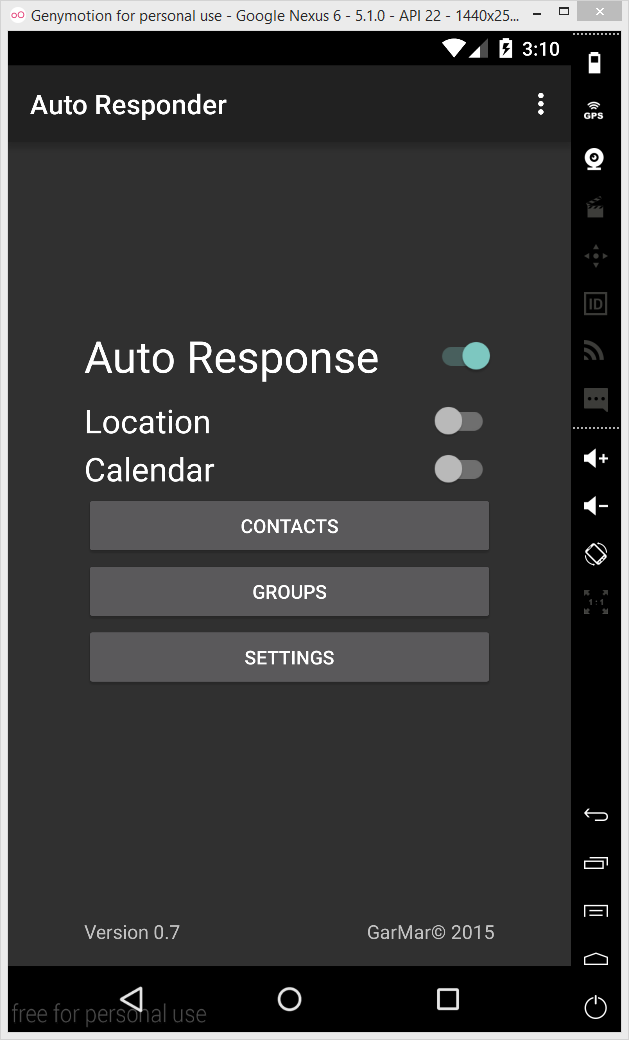 Genymotion for personal use - Google Nexus 6 - 5.1.0 - API 22 - 1440x25...
3:10
Auto Responder
GPS
ID
Auto Response
Location
Calendar
CONTACTS
GROUPS
1:1
SETTINGS
Version 0.7 GarMar© 2015
free for personal use